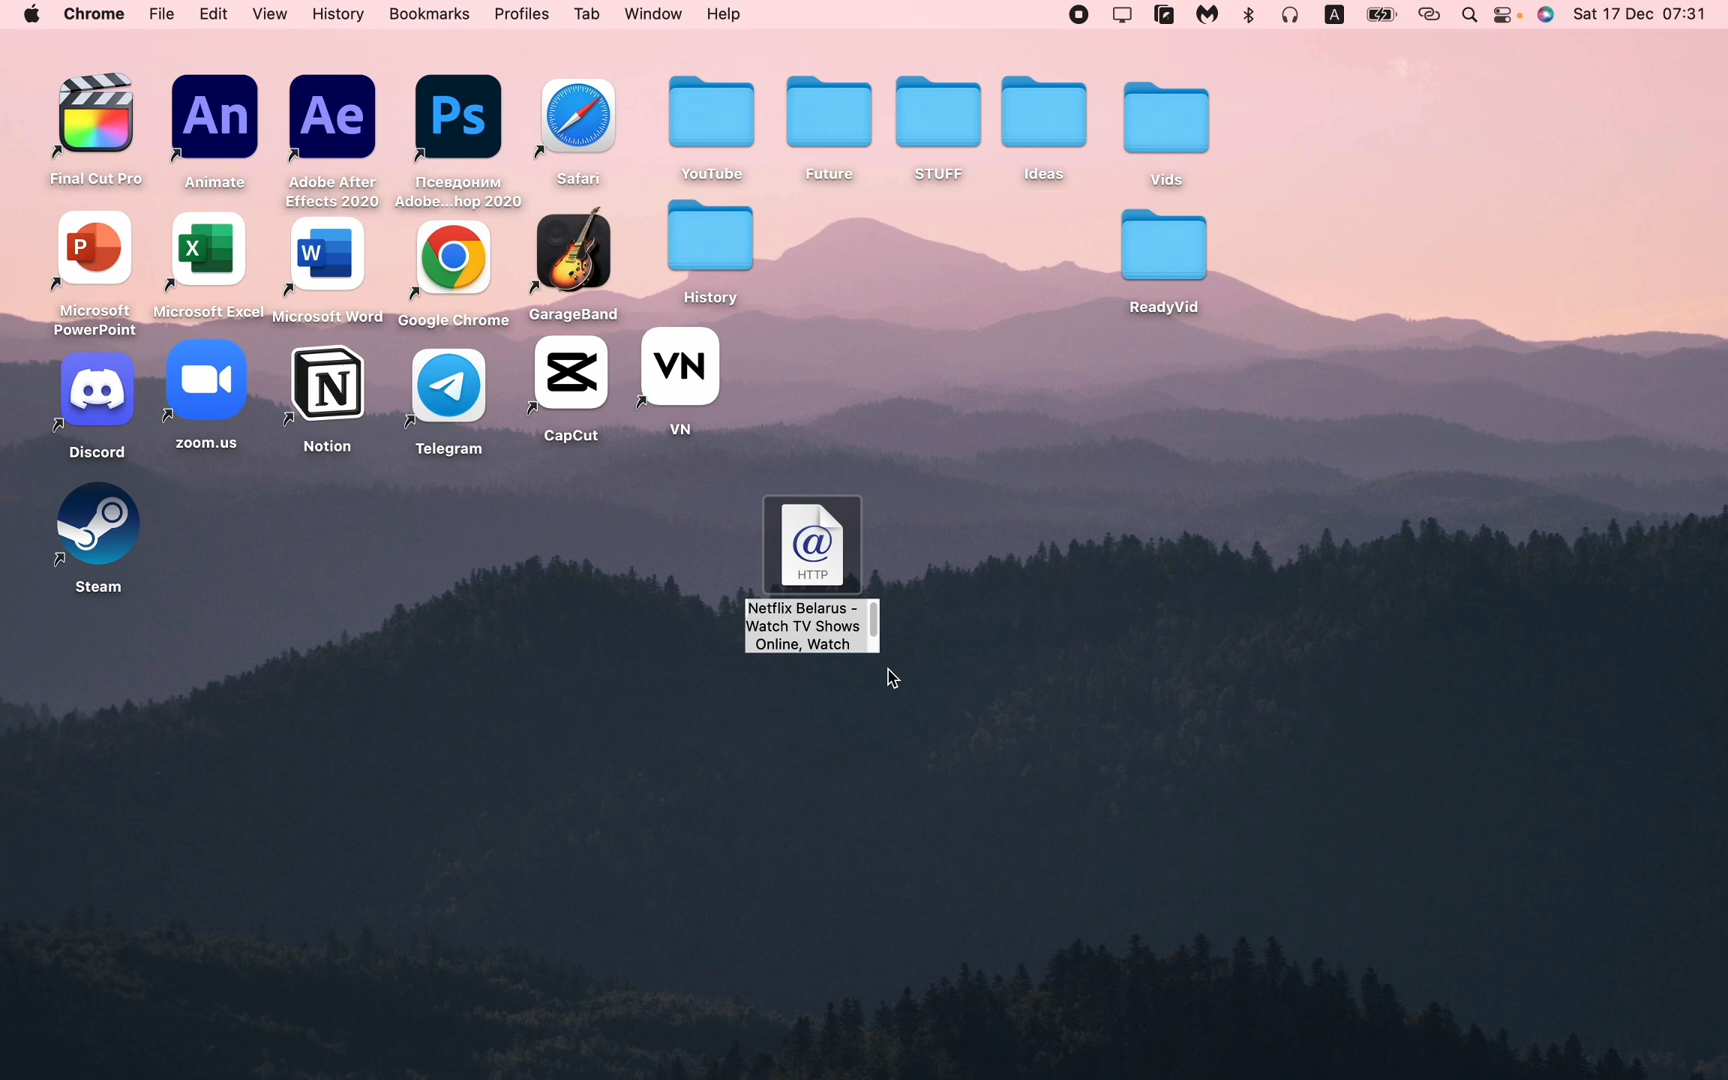 Chrome File Edit View History Bookmarks Profiles Tab Window Help A Sat 17 Dec 07:31
An Ae Ps
Final Cut Pro Animate Adobe After Effects 2020 Псевдоним Adobe...hop 2020 Safari YouTube Future STUFF Ideas Vids
P X W
Microsoft PowerPoint Microsoft Excel Microsoft Word Google Chrome GarageBand History ReadyVid
N VN
Discord zoom.us Notion Telegram CapCut VN
Steam
@
HTTP
Netflix Belarus -
Watch TV Shows
Online, Watch